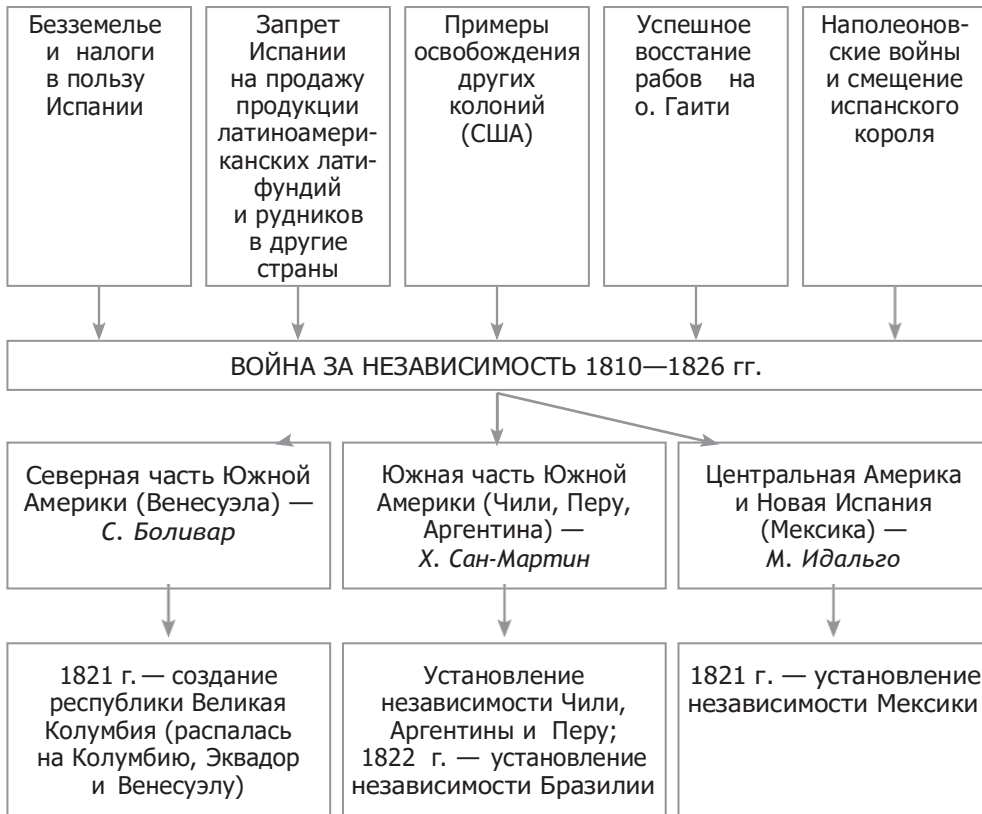 Безземелье
и налоги
в пользу
Испании
Запрет
Испании
на продажу
продукции
латиноамери-
канских лати-
фундий
и рудников
в другие
страны
Примеры
освобождения
других
колоний
(США)
Успешное
восстание
рабов на
о. Гаити
Наполеонов-
ские войны
и смещение
испанского
короля
ВОЙНА ЗА НЕЗАВИСИМОСТЬ 1810—1826 гг.
Северная часть Южной
Америки (Венесуэла) —
С. Боливар
Южная часть Южной
Америки (Чили, Перу,
Аргентина) —
Х. Сан-Мартин
Центральная Америка
и Новая Испания
(Мексика) —
М. Идальго
1821 г. — создание
республики Великая
Колумбия (распалась
на Колумбию, Эквадор
и Венесуэлу)
Установление
независимости Чили,
Аргентины и Перу;
1822 г. — установление
независимости Бразилии
1821 г. — установление
независимости Мексики